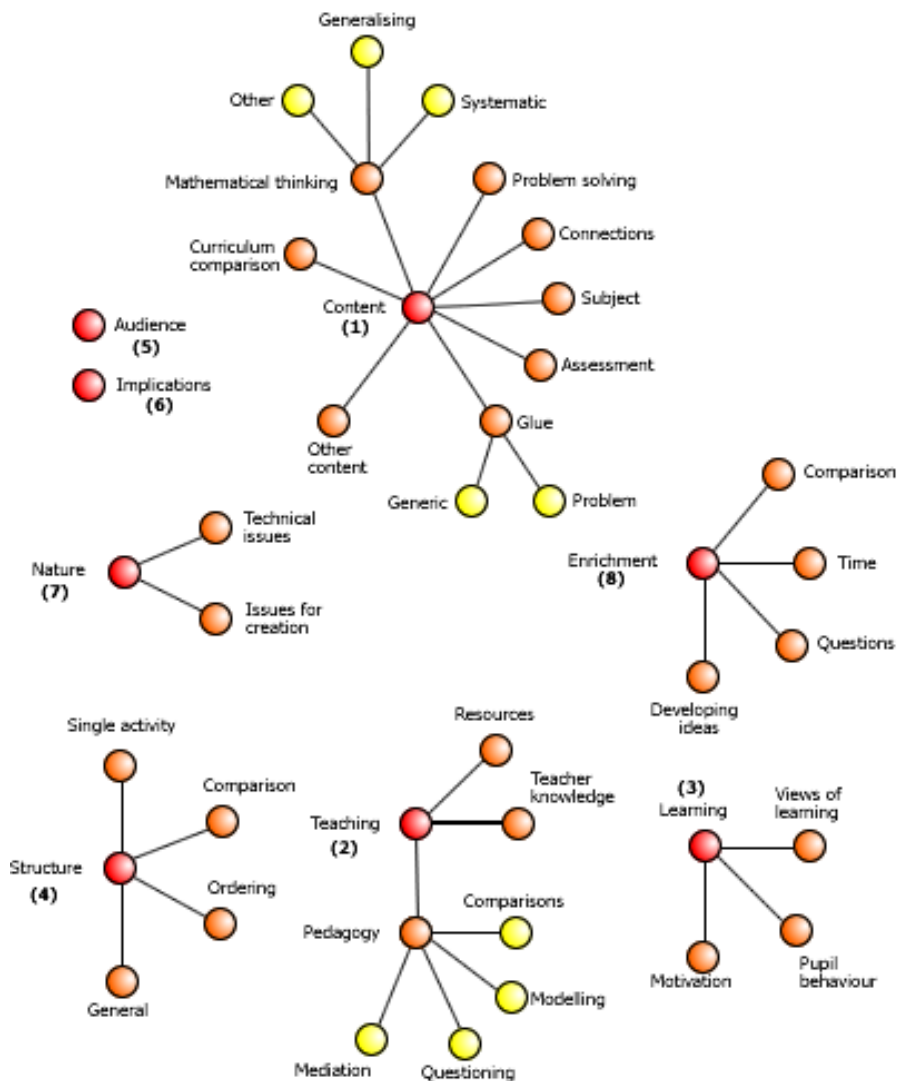 Generalising
Other
Systematic
Mathematical thinking
Problem solving
Curriculum
comparison
Connections
Content
(1)
Subject
Audience
(5)
Assessment
Implications
(6)
Other
content
Glue
Generic
Problem
Comparison
Technical
issues
Nature
(7)
Issues for
creation
Enrichment
(8)
Time
Questions
Developing
ideas
Single activity
Comparison
Structure
(4)
Ordering
General
Resources
Teacher
knowledge
Teaching
(2)
Comparisons
Pedagogy
Modelling
Mediation
Questioning
(3)
Learning
Views of
learning
Motivation
Pupil
behaviour